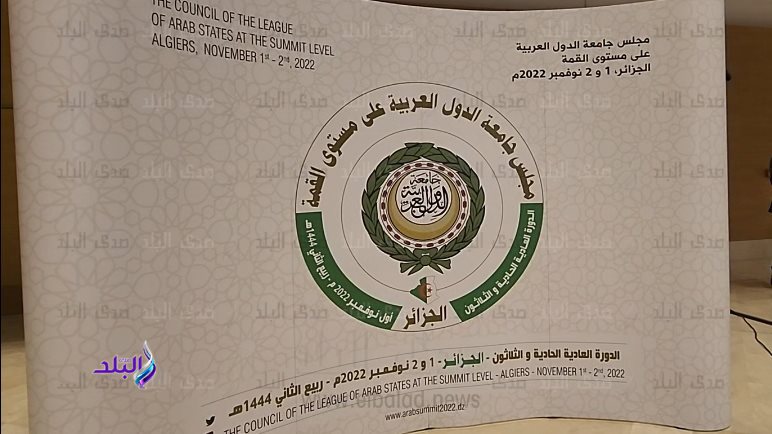 THE COUNCIL OF THE LEAGUE
OF ARAB STATES AT THE SUMMIT LEVEL
ALGIERS, NOVEMBER 1st - 2nd, 2022
مجلس جامعة الدول العربية
على مستوى القمة
الجزائر، 1 و 2 نوفمبر 2022م
مجلس جامعة الدول العربية على مستوى القمة
جامعة
الدول العربية
الدورة العادية الحادية و الثلاثون
أول نوفمبر 2022 م - ربيع الثاني 1444هـ
الجزائر
الدورة العادية الحادية و الثلاثون - الجزائر - 1 و 2 نوفمبر 2022م - ربيع الثاني 1444 هـ
THE COUNCIL OF THE LEAGUE OF ARAB STATES AT THE SUMMIT LEVEL - ALGIERS - NOVEMBER 1st - 2nd, 2022
www.arabsummit2022.dz
صدى البلد
www.elbalad.news